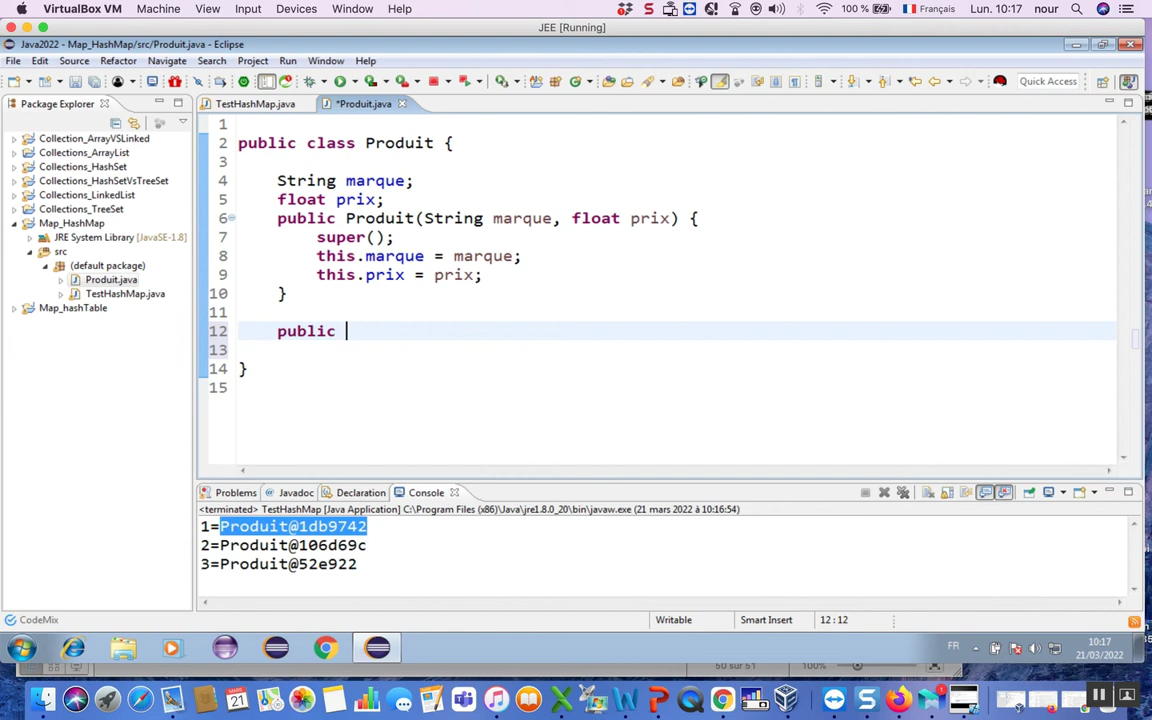 VirtualBox VM Machine View Input Devices Window Help 100 % Français Lun. 10:17 nour
JEE [Running]
Java2022 - Map_HashMap/src/Produit.java - Eclipse
File Edit Source Refactor Navigate Search Project Run Window Help
Quick Access
Package Explorer
TestHashMap.java *Produit.java
Collection_ArrayVSLinked
Collections_ArrayList
Collections_HashSet
Collections_HashSetVsTreeSet
Collections_LinkedList
Collections_TreeSet
Map_HashMap
JRE System Library [JavaSE-1.8]
src
(default package)
Produit.java
TestHashMap.java
Map_hashTable
1
2 public class Produit {
3
4 String marque;
5 float prix;
6 public Produit(String marque, float prix) {
7 super();
8 this.marque = marque;
9 this.prix = prix;
10 }
11
12 public
13
14 }
15
Problems Javadoc Declaration Console
<terminated> TestHashMap [Java Application] C:\Program Files (x86)\Java\jre1.8.0_20\bin\javaw.exe (21 mars 2022 à 10:16:54)
1=Produit@1db9742
2=Produit@106d69c
3=Produit@52e922
CodeMix Writable Smart Insert 12 : 12
FR 10:17
21/03/2022
50 sur 51 100%
MARS
21